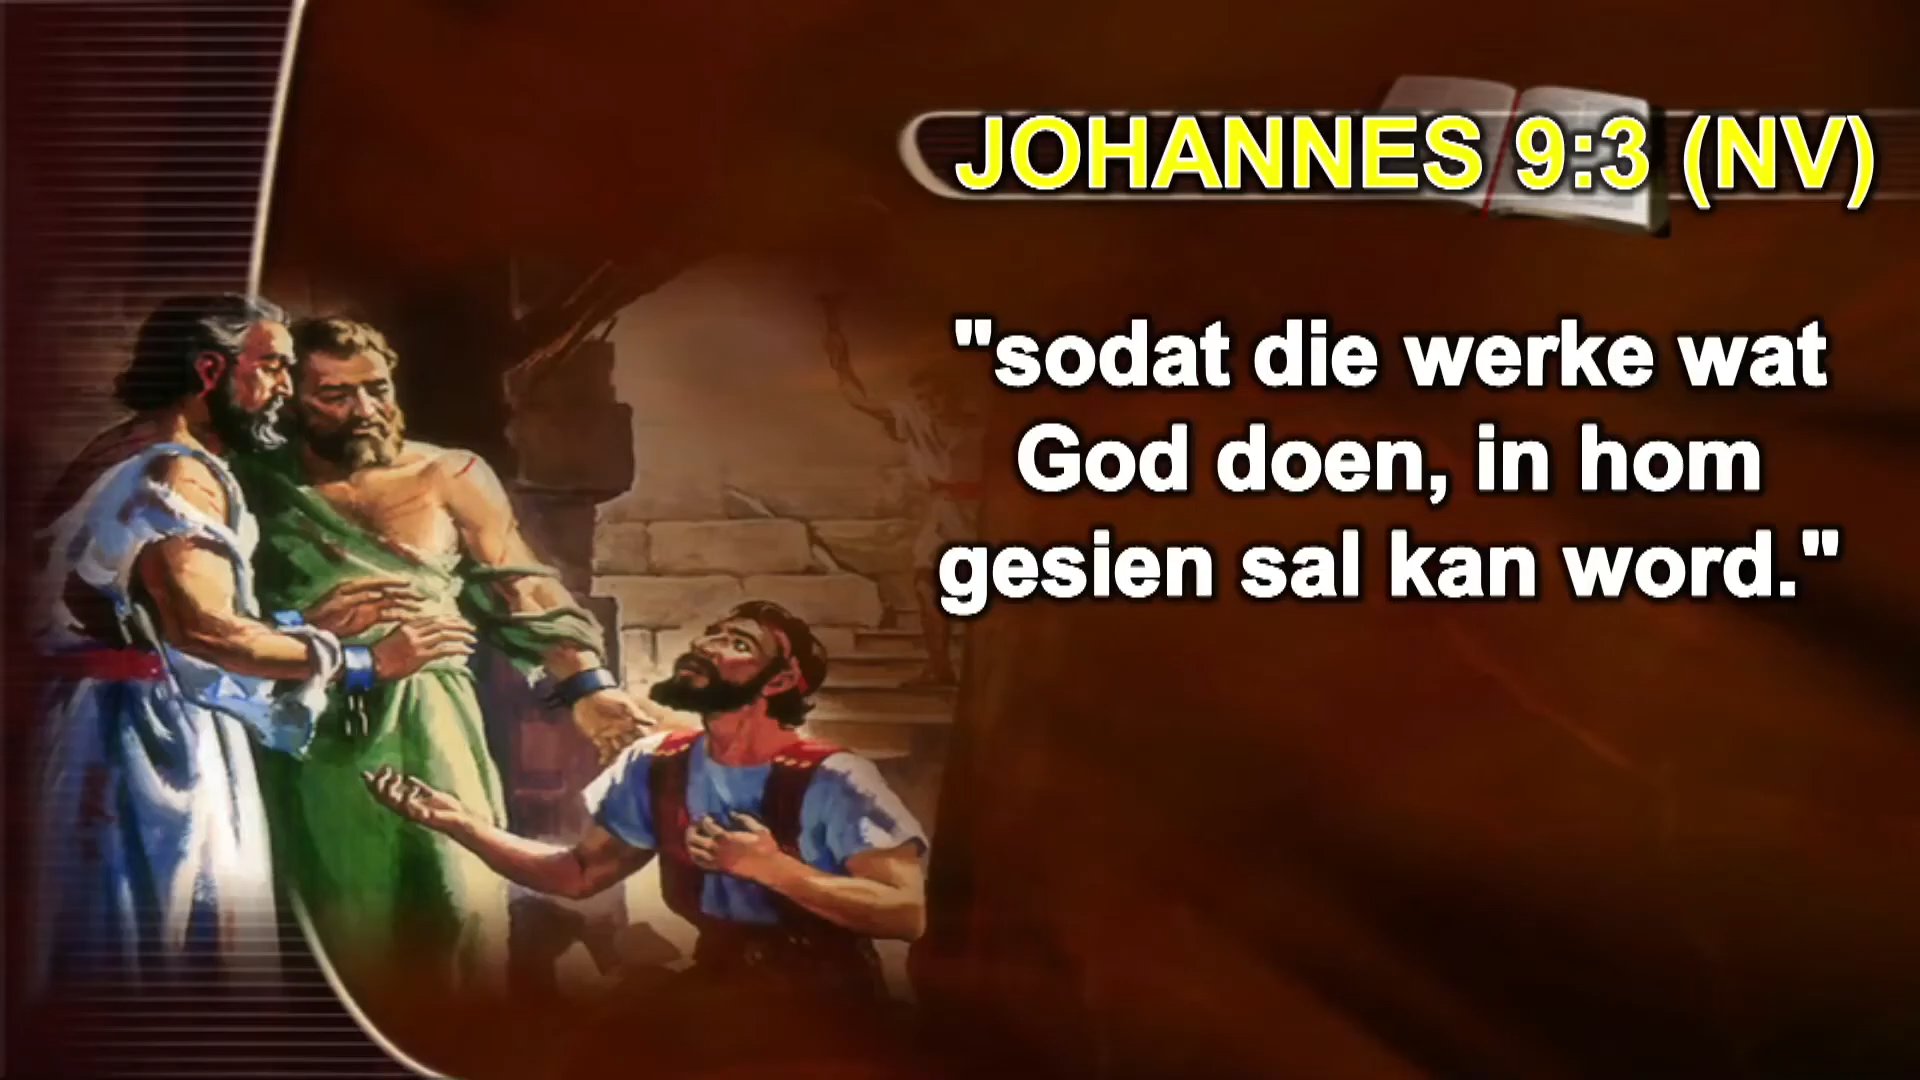 JOHANNES 9:3 (NV)
"sodat die werke wat
God doen, in hom
gesien sal kan word."